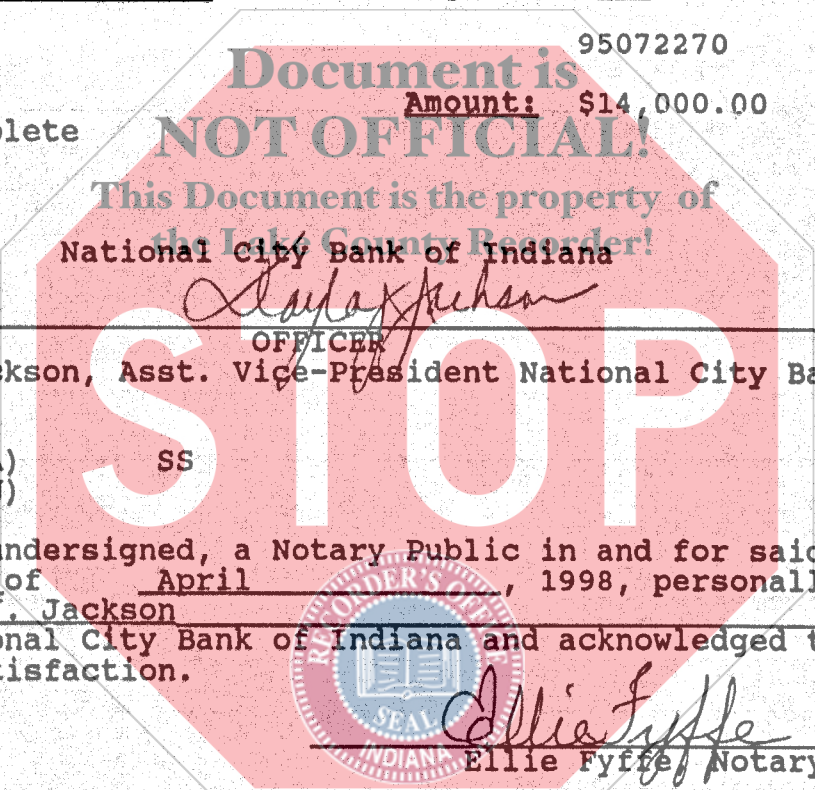 95072270
Document is
Amount: $14,000.00
plete
NOT OFFICIAL!
This Document is the property of
the Lake County Recorder!
National City Bank of Indiana
OFFICER
ckson, Asst. Vice-President National City Ba
SS
undersigned, a Notary Public in and for said
of April, 1998, personall
. Jackson
onal City Bank of Indiana and acknowledged t
tisfaction.
STOP
RECORDER'S OFFICE
SEAL
INDIANA
Ellie Fyffe
Ellie Fyffe, Notary